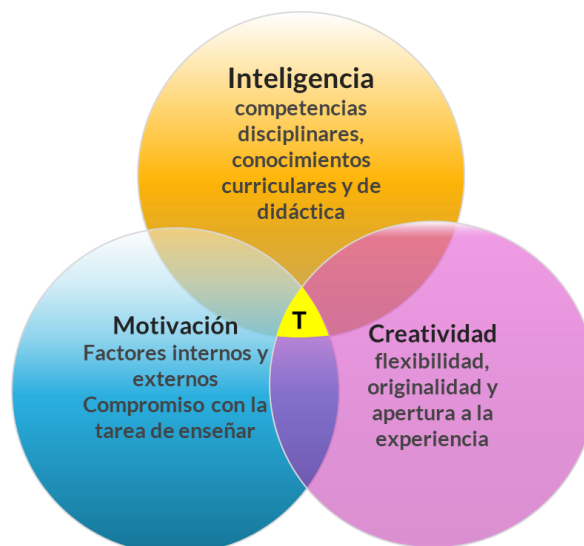 Inteligencia
competencias
disciplinares,
conocimientos
curriculares y de
didáctica
T
Motivación
Factores internos y
externos
Compromiso con la
tarea de enseñar
Creatividad
flexibilidad,
originalidad y
apertura a la
experiencia